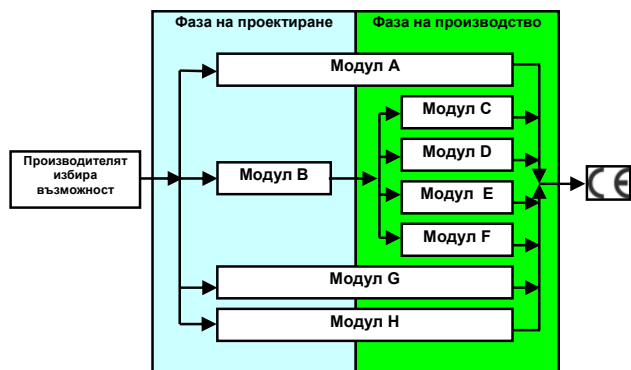 Фаза на проектиране
Фаза на производство
Модул А
Модул С
Модул D
Производителят
избира
възможност
Модул В
Модул Е
Модул F
Модул G
Модул Н
CE